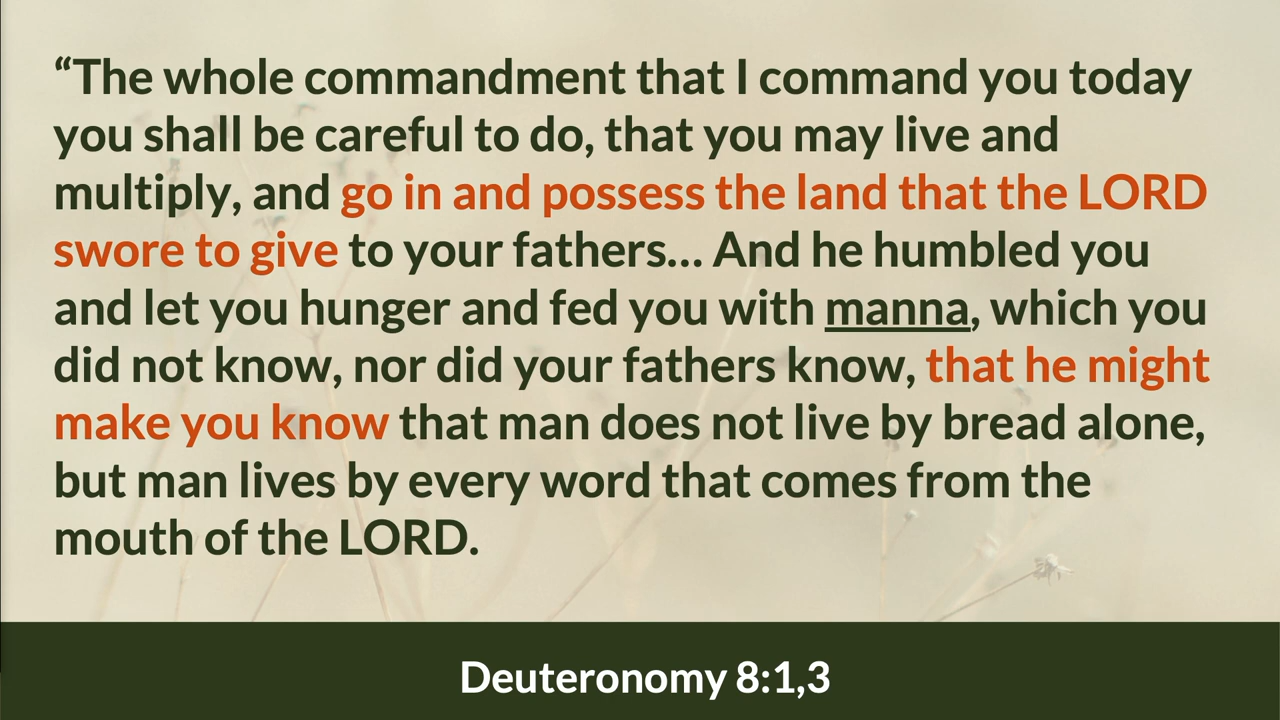 “The whole commandment that I command you today
you shall be careful to do, that you may live and
multiply, and go in and possess the land that the LORD
swore to give to your fathers... And he humbled you
and let you hunger and fed you with manna, which you
did not know, nor did your fathers know, that he might
make you know that man does not live by bread alone,
but man lives by every word that comes from the
mouth of the LORD.
Deuteronomy 8:1,3